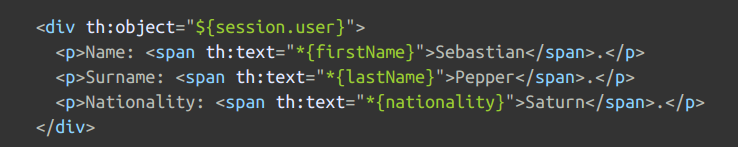 <div th:object="${session.user}">
<p>Name: <span th:text="*{firstName}">Sebastian</span>.</p>
<p>Surname: <span th:text="*{lastName}">Pepper</span>.</p>
<p>Nationality: <span th:text="*{nationality}">Saturn</span>.</p>
</div>